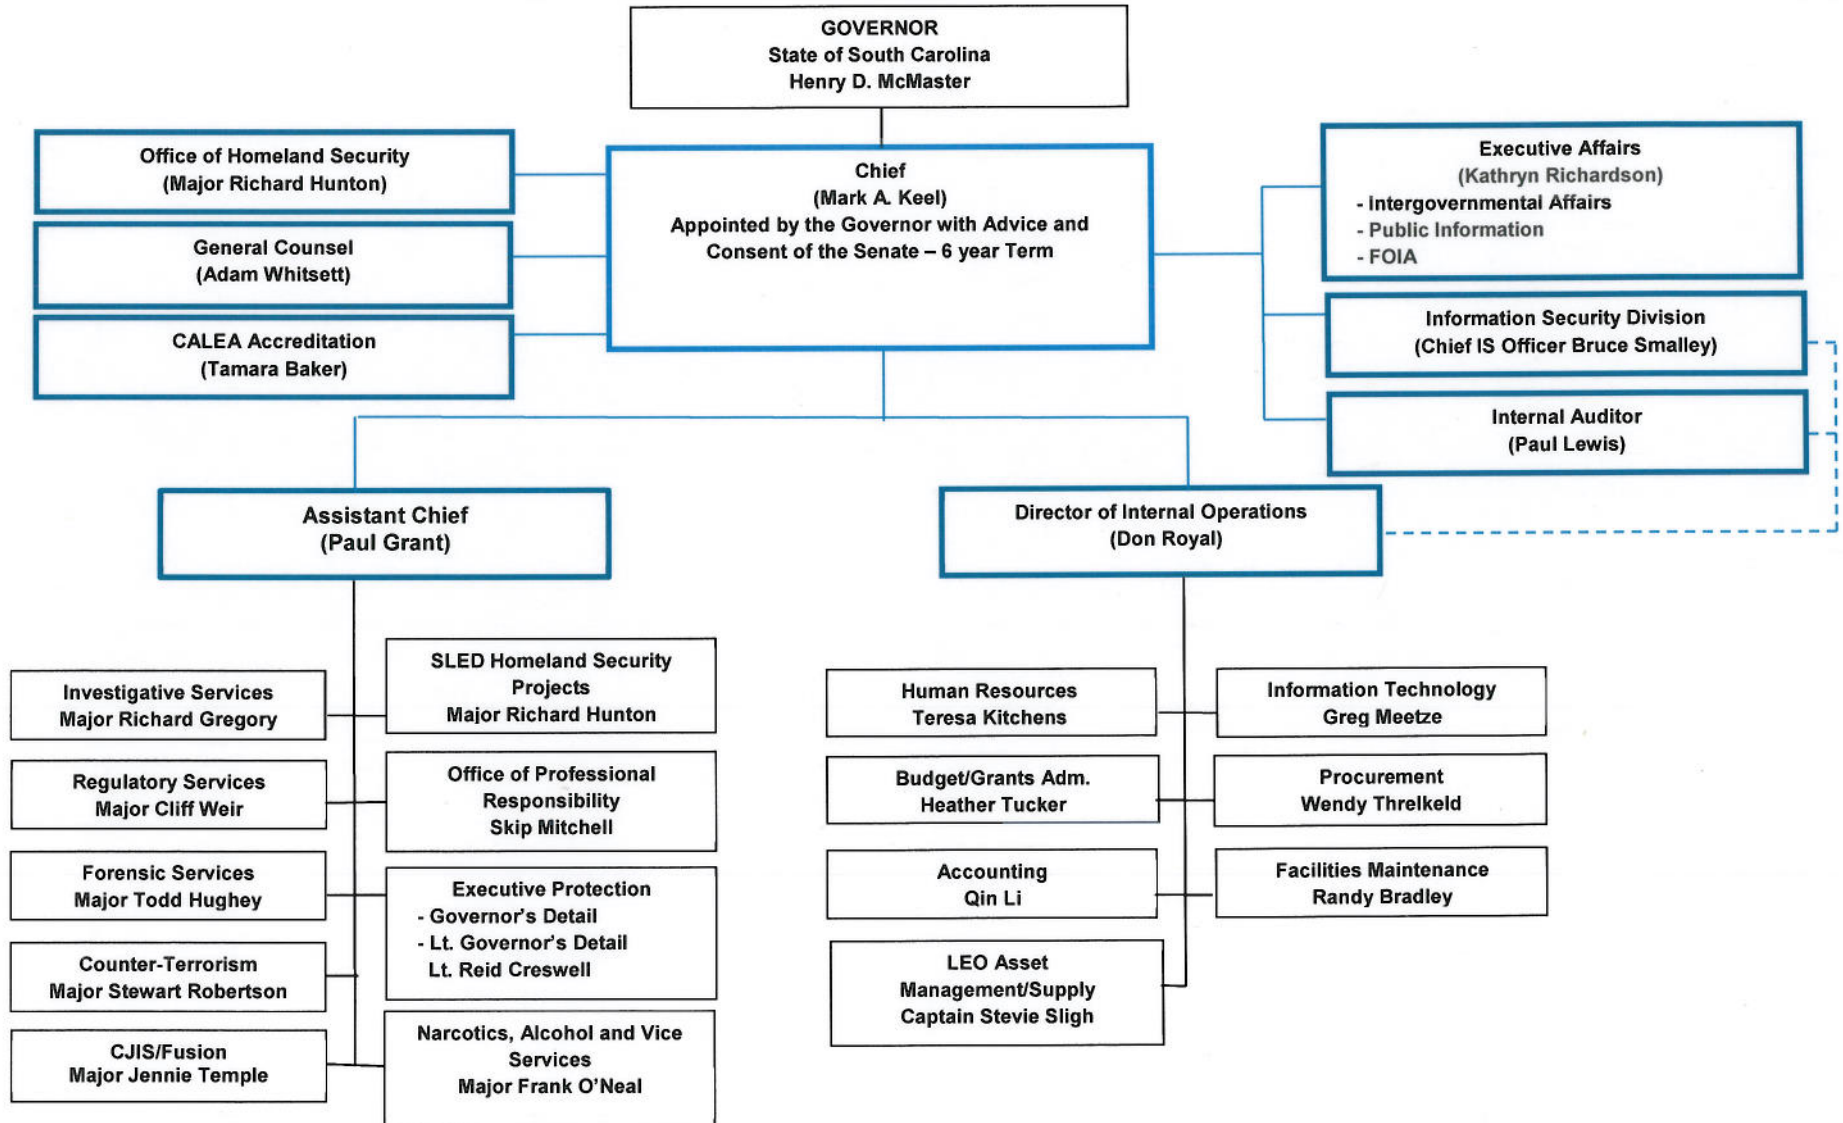 GOVERNOR
State of South Carolina
Henry D. McMaster
Office of Homeland Security
(Major Richard Hunton)
General Counsel
(Adam Whitsett)
CALEA Accreditation
(Tamara Baker)
Chief
(Mark A. Keel)
Appointed by the Governor with Advice and
Consent of the Senate – 6 year Term
Executive Affairs
(Kathryn Richardson)
- Intergovernmental Affairs
- Public Information
- FOIA
Information Security Division
(Chief IS Officer Bruce Smalley)
Internal Auditor
(Paul Lewis)
Assistant Chief
(Paul Grant)
Director of Internal Operations
(Don Royal)
Investigative Services
Major Richard Gregory
SLED Homeland Security
Projects
Major Richard Hunton
Regulatory Services
Major Cliff Weir
Office of Professional
Responsibility
Skip Mitchell
Forensic Services
Major Todd Hughey
Executive Protection
- Governor's Detail
- Lt. Governor's Detail
Lt. Reid Creswell
Counter-Terrorism
Major Stewart Robertson
CJIS/Fusion
Major Jennie Temple
Narcotics, Alcohol and Vice
Services
Major Frank O'Neal
Human Resources
Teresa Kitchens
Information Technology
Greg Meetze
Budget/Grants Adm.
Heather Tucker
Procurement
Wendy Threlkeld
Accounting
Qin Li
Facilities Maintenance
Randy Bradley
LEO Asset
Management/Supply
Captain Stevie Sligh